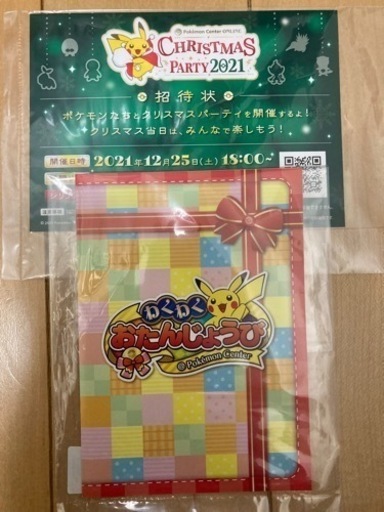 Pokémon Center ONLINE
CHRISTMAS
PARTY 2021
招待状
ポケモンたちとクリスマスパーティを開催するよ!
クリスマス当日は、みんなで楽しもう!
開催日時 2021年12月25日(土) 18:00~
わくわく
おたんじょうび
@Pokémon Center